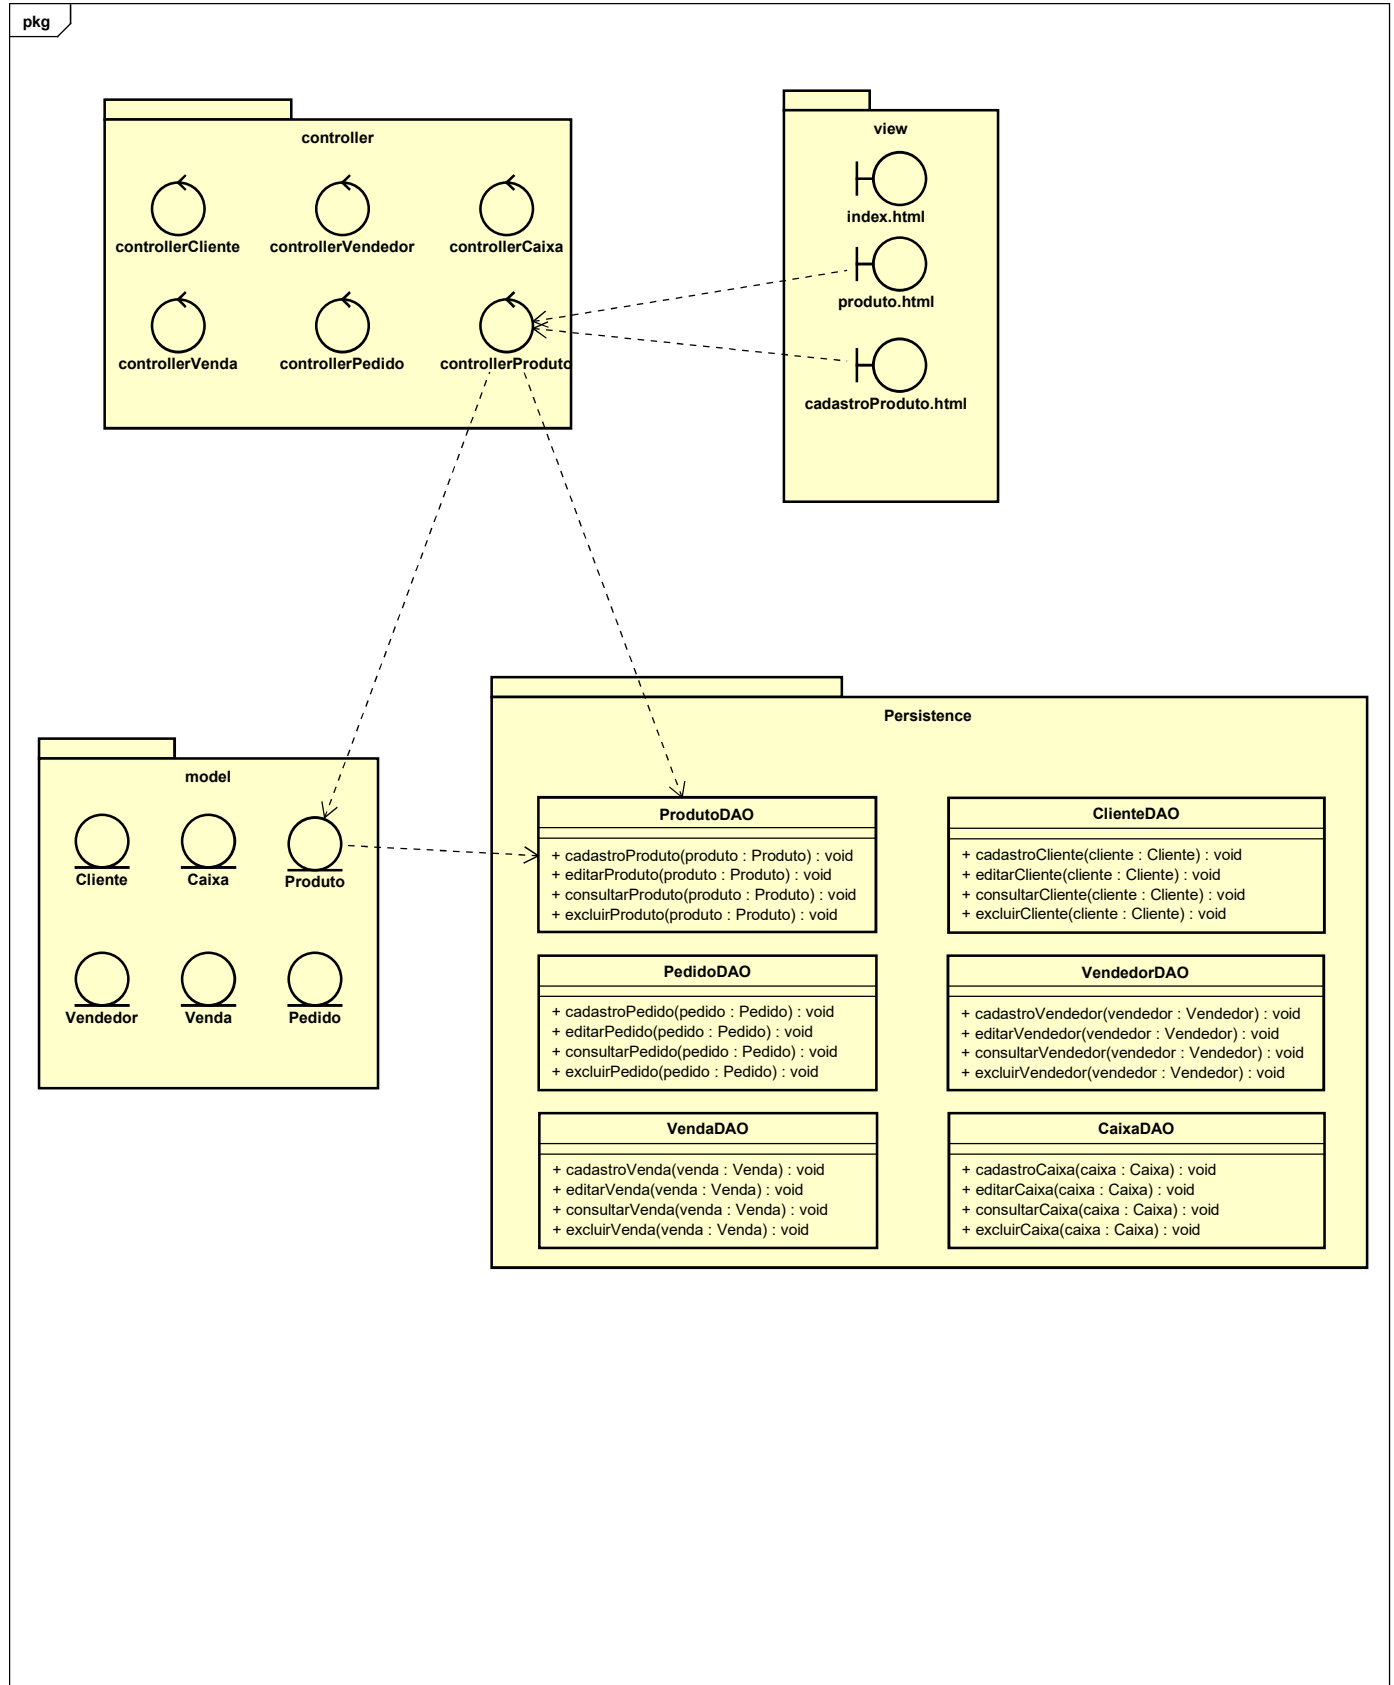 pkg
controller
controllerCliente
controllerVendedor
controllerCaixa
controllerVenda
controllerPedido
controllerProduto
view
index.html
produto.html
cadastroProduto.html
model
Cliente
Caixa
Produto
Vendedor
Venda
Pedido
Persistence
ProdutoDAO
+ cadastroProduto(produto : Produto) : void
+ editarProduto(produto : Produto) : void
+ consultarProduto(produto : Produto) : void
+ excluirProduto(produto : Produto) : void
ClienteDAO
+ cadastroCliente(cliente : Cliente) : void
+ editarCliente(cliente : Cliente) : void
+ consultarCliente(cliente : Cliente) : void
+ excluirCliente(cliente : Cliente) : void
PedidoDAO
+ cadastroPedido(pedido : Pedido) : void
+ editarPedido(pedido : Pedido) : void
+ consultarPedido(pedido : Pedido) : void
+ excluirPedido(pedido : Pedido) : void
VendedorDAO
+ cadastroVendedor(vendedor : Vendedor) : void
+ editarVendedor(vendedor : Vendedor) : void
+ consultarVendedor(vendedor : Vendedor) : void
+ excluirVendedor(vendedor : Vendedor) : void
VendaDAO
+ cadastroVenda(venda : Venda) : void
+ editarVenda(venda : Venda) : void
+ consultarVenda(venda : Venda) : void
+ excluirVenda(venda : Venda) : void
CaixaDAO
+ cadastroCaixa(caixa : Caixa) : void
+ editarCaixa(caixa : Caixa) : void
+ consultarCaixa(caixa : Caixa) : void
+ excluirCaixa(caixa : Caixa) : void